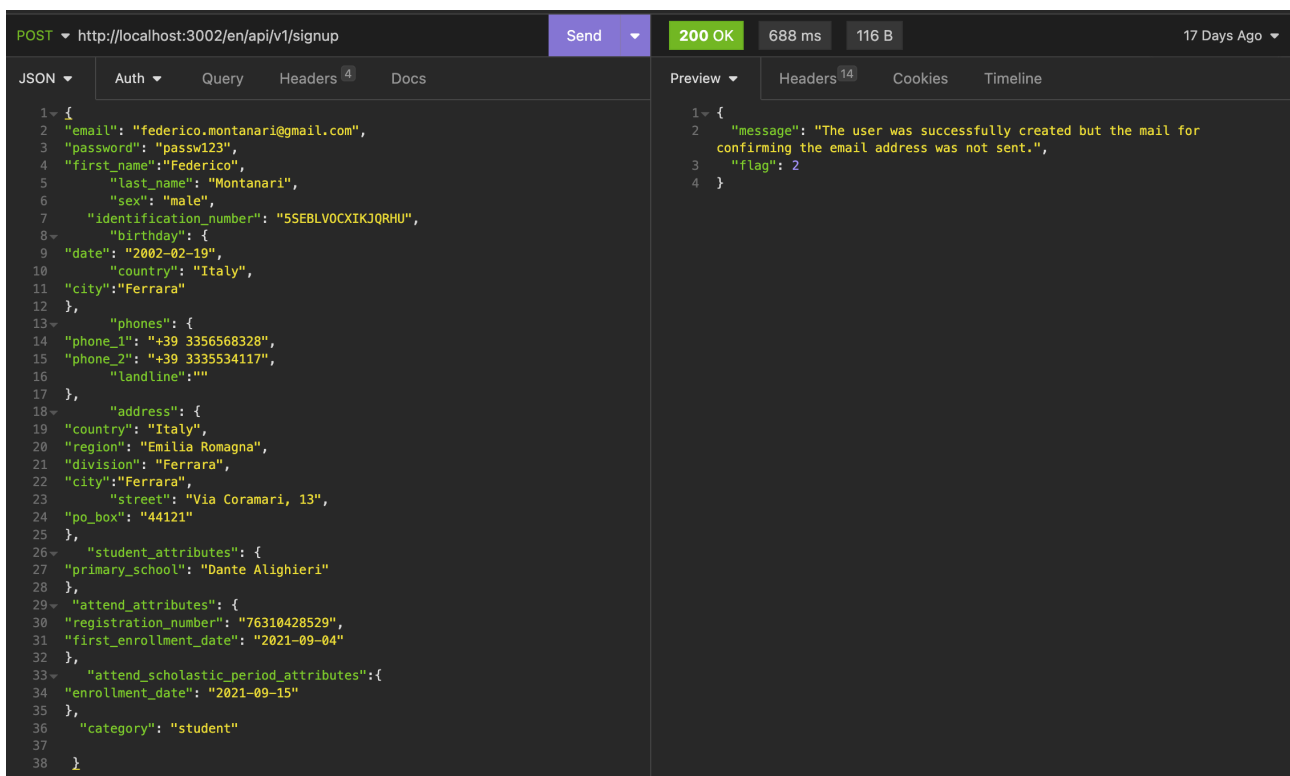 POST http://localhost:3002/en/api/v1/signup Send 200 OK 688 ms 116 B 17 Days Ago
JSON Auth Query Headers 4 Docs Preview Headers 14 Cookies Timeline
1 {
2 "email": "federico.montanari@gmail.com",
3 "password": "passw123",
4 "first_name":"Federico",
5 "last_name": "Montanari",
6 "sex": "male",
7 "identification_number": "5SEBLVOCXIKJQRHU",
8 "birthday": {
9 "date": "2002-02-19",
10 "country": "Italy",
11 "city":"Ferrara"
12 },
13 "phones": {
14 "phone_1": "+39 3356568328",
15 "phone_2": "+39 3335534117",
16 "landline":""
17 },
18 "address": {
19 "country": "Italy",
20 "region": "Emilia Romagna",
21 "division": "Ferrara",
22 "city":"Ferrara",
23 "street": "Via Coramari, 13",
24 "po_box": "44121"
25 },
26 "student_attributes": {
27 "primary_school": "Dante Alighieri"
28 },
29 "attend_attributes": {
30 "registration_number": "76310428529",
31 "first_enrollment_date": "2021-09-04"
32 },
33 "attend_scholastic_period_attributes":{
34 "enrollment_date": "2021-09-15"
35 },
36 "category": "student"
37
38 }
1 {
2 "message": "The user was successfully created but the mail for
confirming the email address was not sent.",
3 "flag": 2
4 }